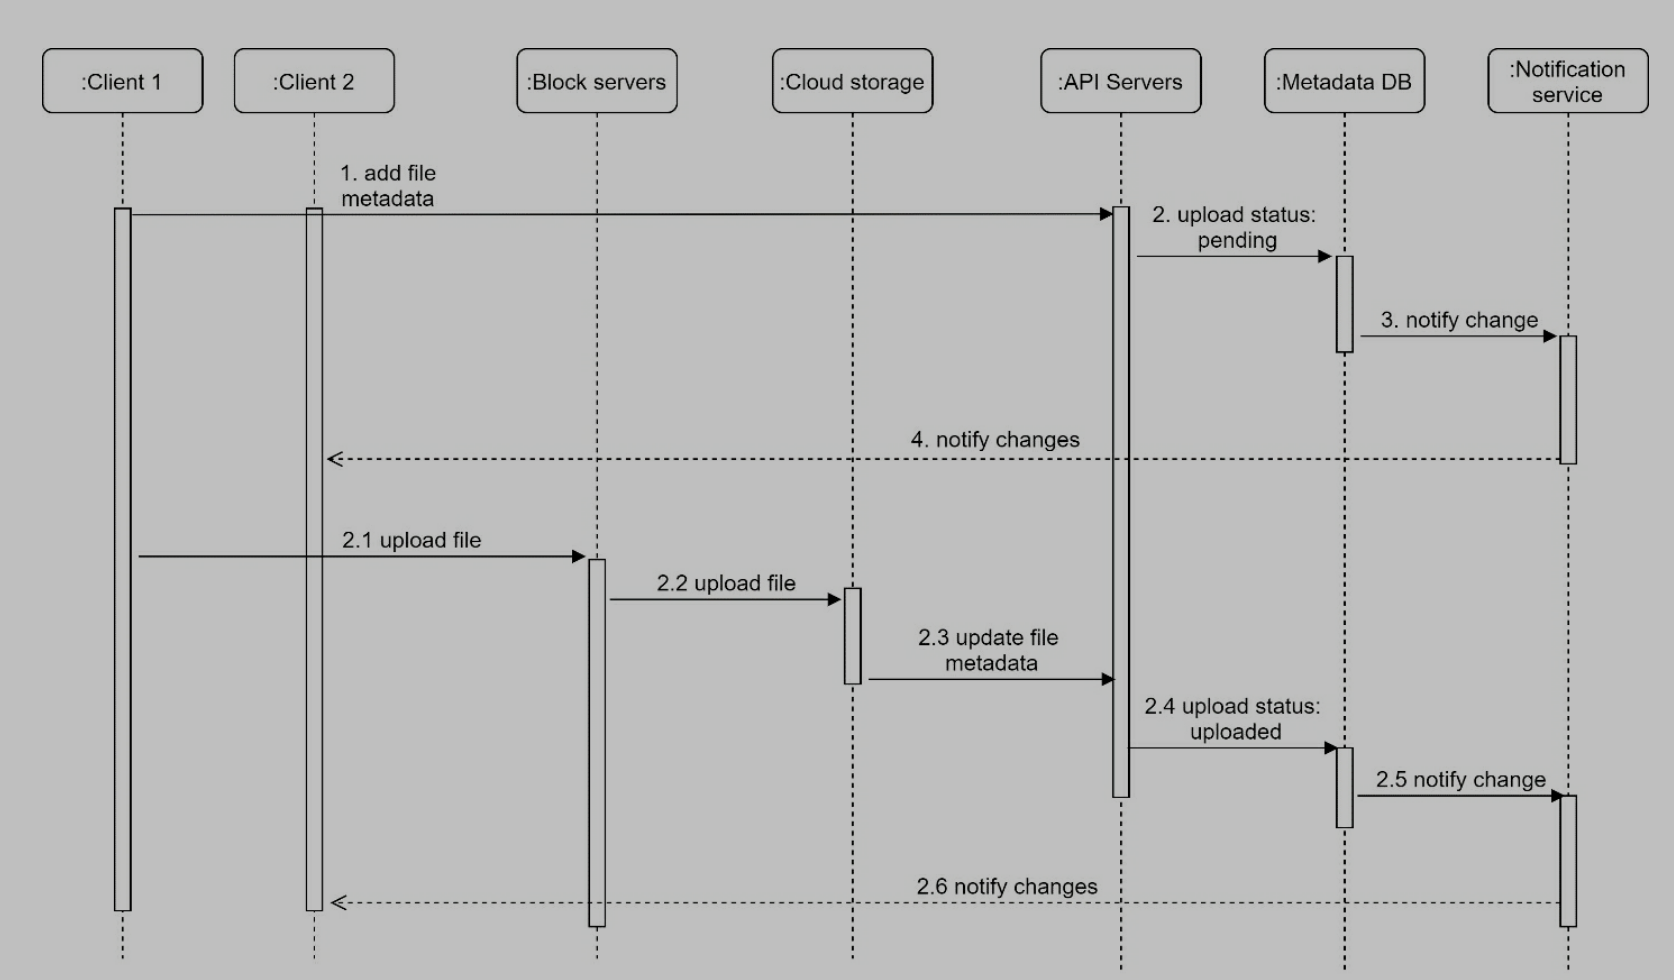 :Client 1
:Client 2
:Block servers
:Cloud storage
:API Servers
:Metadata DB
:Notification
service
1. add file
metadata
2. upload status:
pending
3. notify change
4. notify changes
2.1 upload file
2.2 upload file
2.3 update file
metadata
2.4 upload status:
uploaded
2.5 notify change
2.6 notify changes